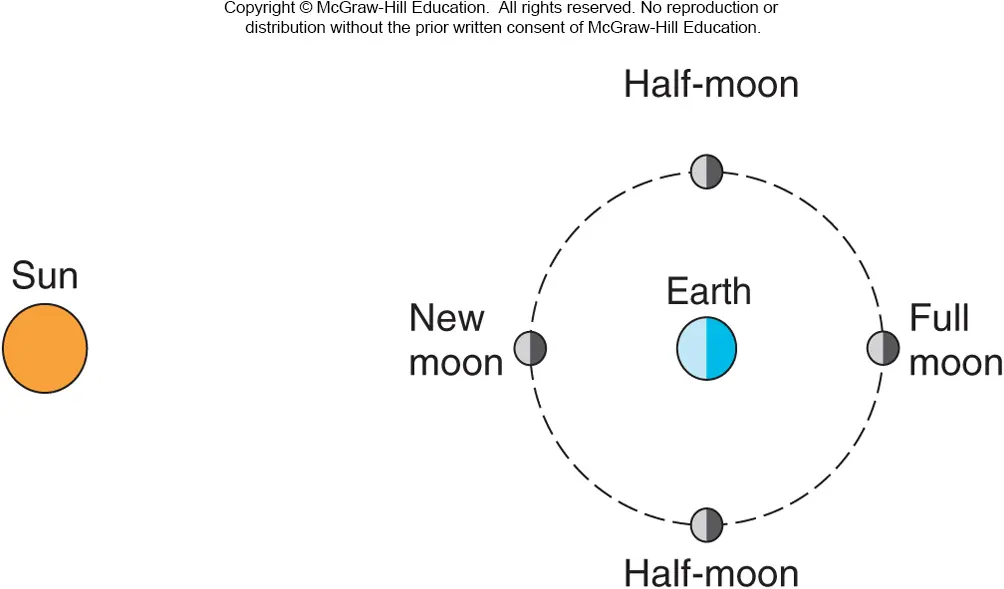 Copyright © McGraw-Hill Education.  All rights reserved. No reproduction or
distribution without the prior written consent of McGraw-Hill Education.
Half-moon
Sun
Earth
New
moon
Full
moon
Half-moon